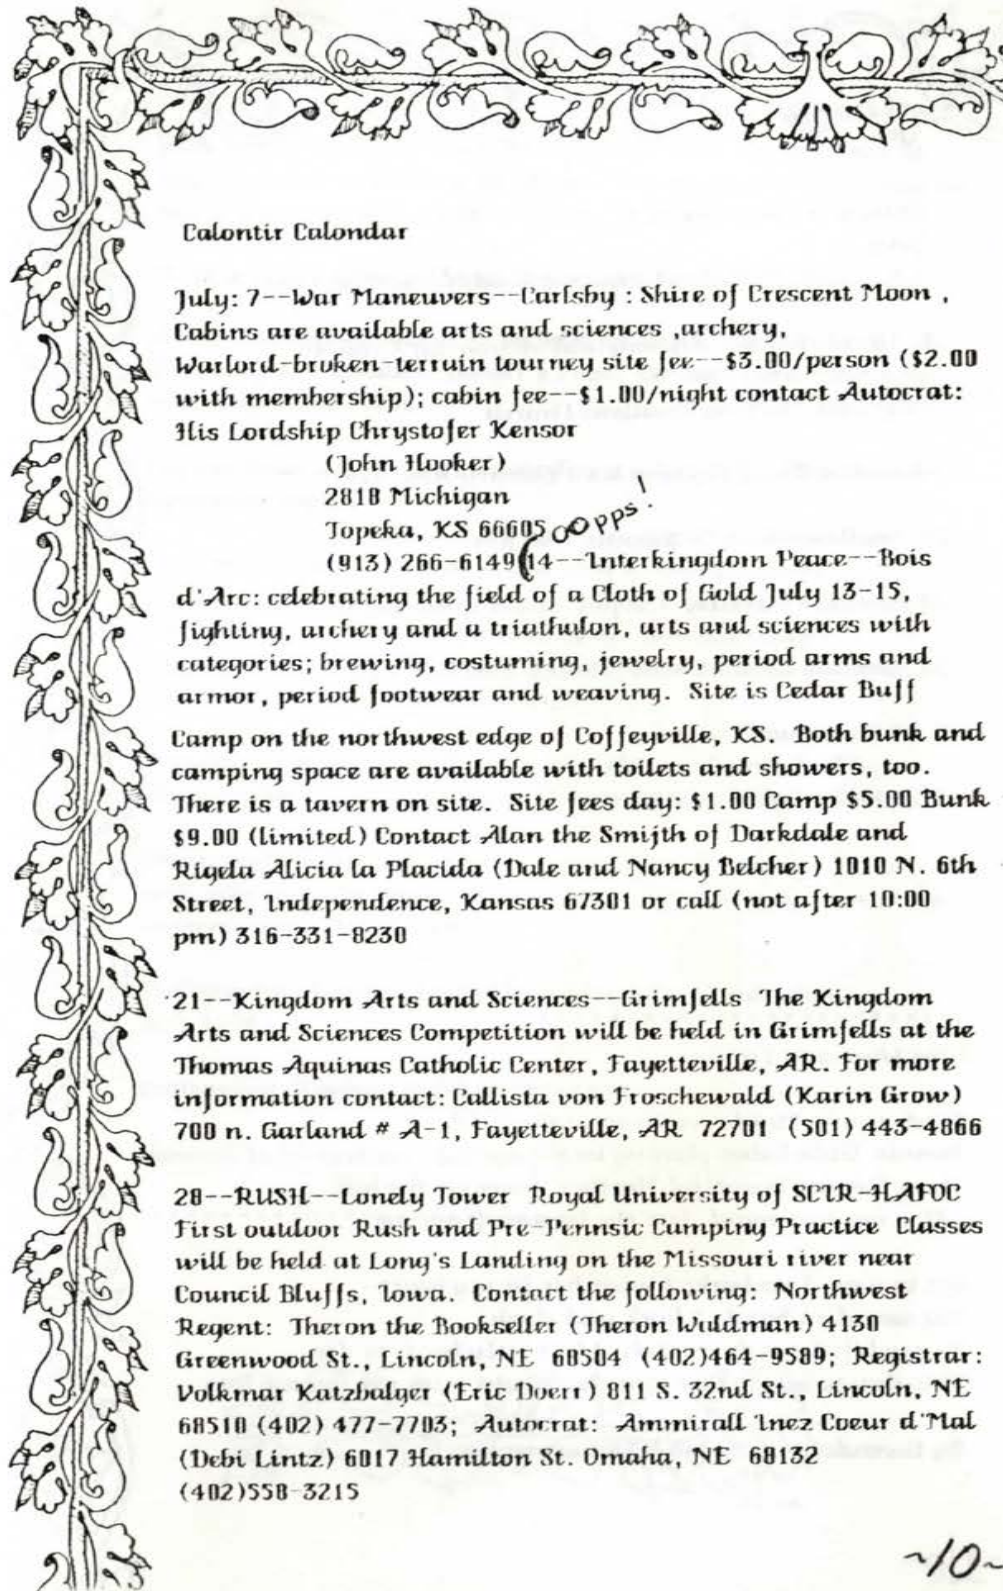 Calontir Calondar
July: 7--War Maneuvers--Carlsby : Shire of Crescent Moon ,
Cabins are available arts and sciences ,archery,
Warlord-broken-terrain tourney site fee--$3.00/person ($2.00
with membership); cabin fee--$1.00/night contact Autocrat:
His Lordship Chrystofer Kensor
(John Hooker)
2818 Michigan
Topeka, KS 66605 oopps!
(913) 266-6149(14--Interkingdom Peace--Bois
d'Arc: celebrating the field of a Cloth of Gold July 13-15,
fighting, archery and a triathalon, arts and sciences with
categories; brewing, costuming, jewelry, period arms and
armor, period footwear and weaving. Site is Cedar Buff
Camp on the northwest edge of Coffeyville, KS. Both bunk and
camping space are available with toilets and showers, too.
There is a tavern on site. Site fees day: $1.00 Camp $5.00 Bunk
$9.00 (limited) Contact Alan the Smijth of Darkdale and
Rigela Alicia la Placida (Dale and Nancy Belcher) 1010 N. 6th
Street, Independence, Kansas 67301 or call (not after 10:00
pm) 316-331-8230
21--Kingdom Arts and Sciences--Grimfells The Kingdom
Arts and Sciences Competition will be held in Grimfells at the
Thomas Aquinas Catholic Center, Fayetteville, AR. For more
information contact: Callista von Froschewald (Karin Grow)
700 n. Garland # A-1, Fayetteville, AR 72701 (501) 443-4866
28--RUSH--Lonely Tower Royal University of SCIR-HAFOC
First outdoor Rush and Pre-Pennsic Camping Practice Classes
will be held at Long's Landing on the Missouri river near
Council Bluffs, Iowa. Contact the following: Northwest
Regent: Theron the Bookseller (Theron Waldman) 4130
Greenwood St., Lincoln, NE 68504 (402)464-9589; Registrar:
Volkmar Katzbalger (Eric Doerr) 811 S. 32nd St., Lincoln, NE
68510 (402) 477-7703; Autocrat: Ammirall Inez Coeur d'Mal
(Debi Lintz) 6017 Hamilton St. Omaha, NE 68132
(402)558-3215
~10~